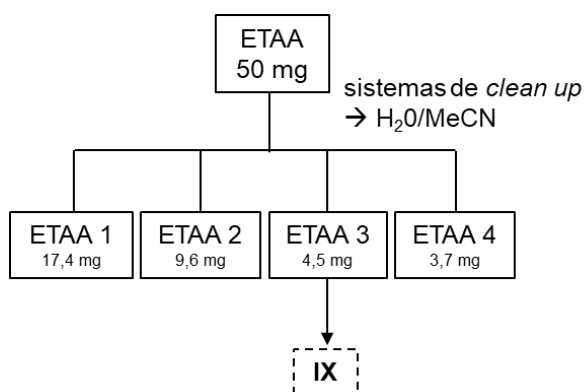 ETAA
50 mg
sistemas de clean up
→ H₂0/MeCN
ETAA 1
17,4 mg
ETAA 2
9,6 mg
ETAA 3
4,5 mg
ETAA 4
3,7 mg
IX